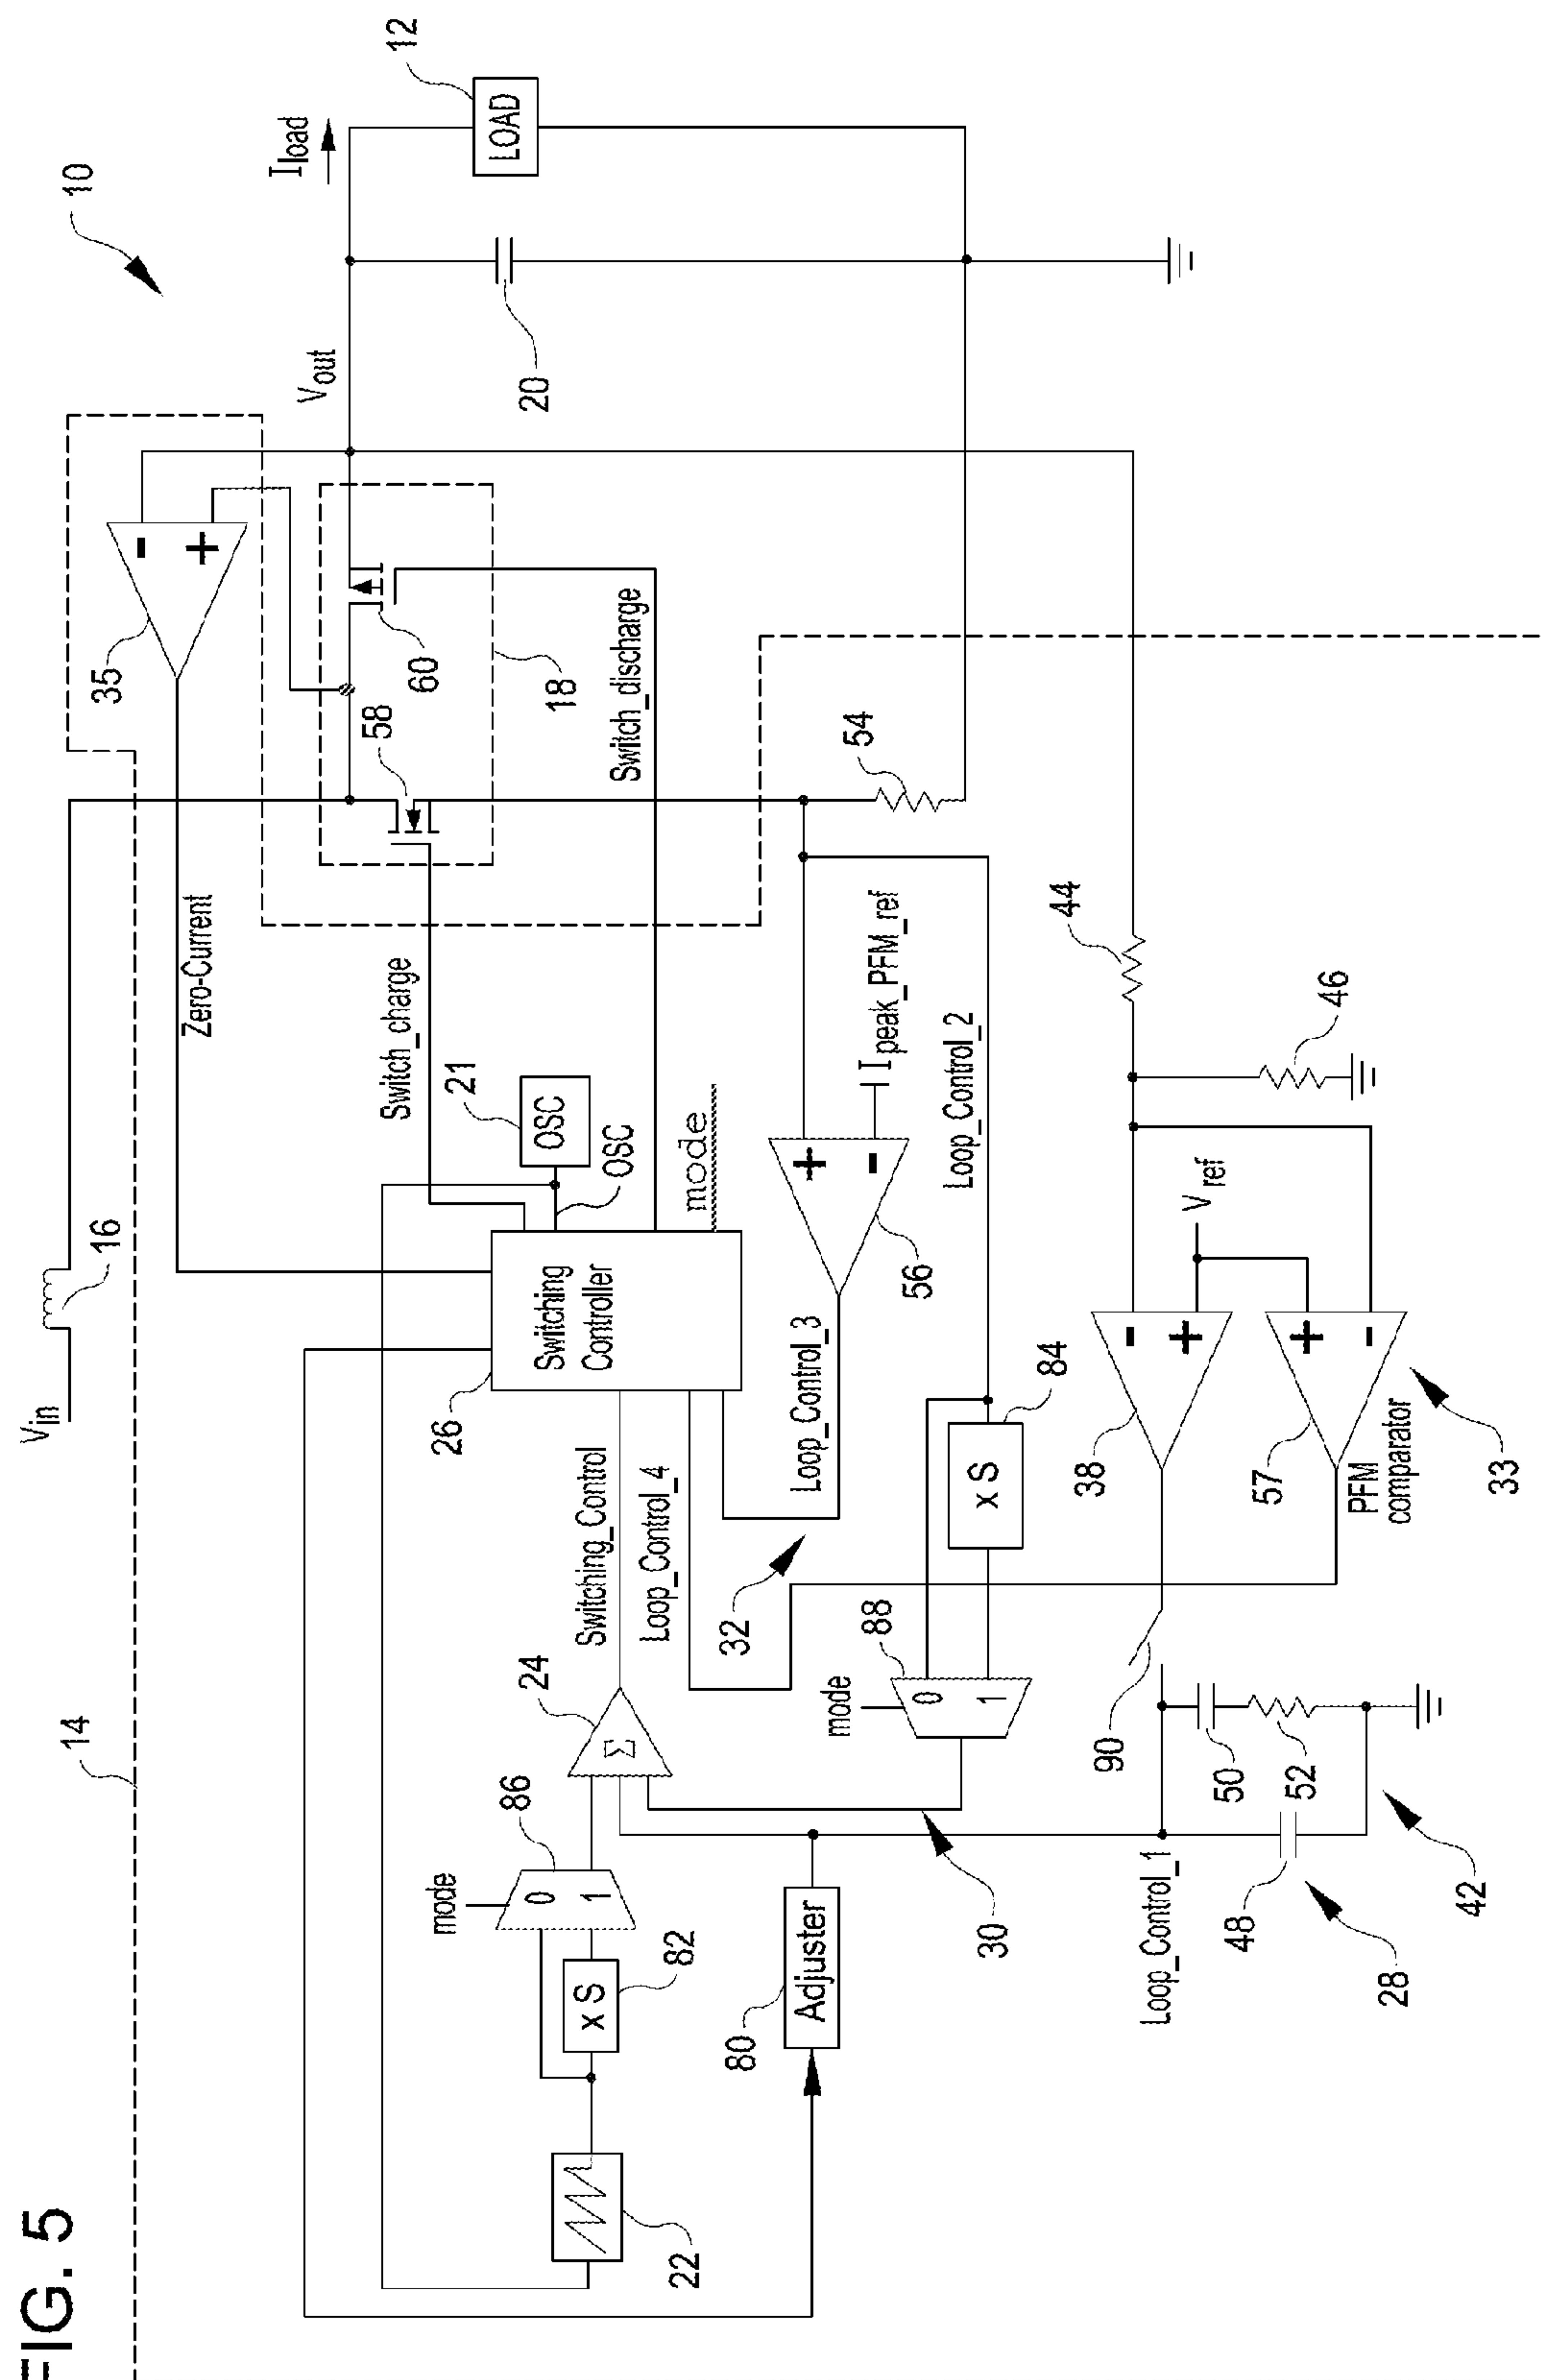 FIG. 5
10
12
LOAD
Iload
Vout
20
14
Vin
16
35
-
+
Zero-Current
58
60
18
Switch_charge
Switch_discharge
54
21
OSC
OSC
mode
26
Switching
Controller
Switching_Control
Loop_Control_4
Loop_Control_3
Loop_Control_2
+
-
56
Ipeak_PFM_ref
32
24
Σ
mode
86
0
1
x S
82
22
80
Adjuster
30
mode
88
0
1
x S
84
44
46
Vref
-
+
38
+
-
57
PFM
comparator
33
90
50
52
48
42
28
Loop_Control_1